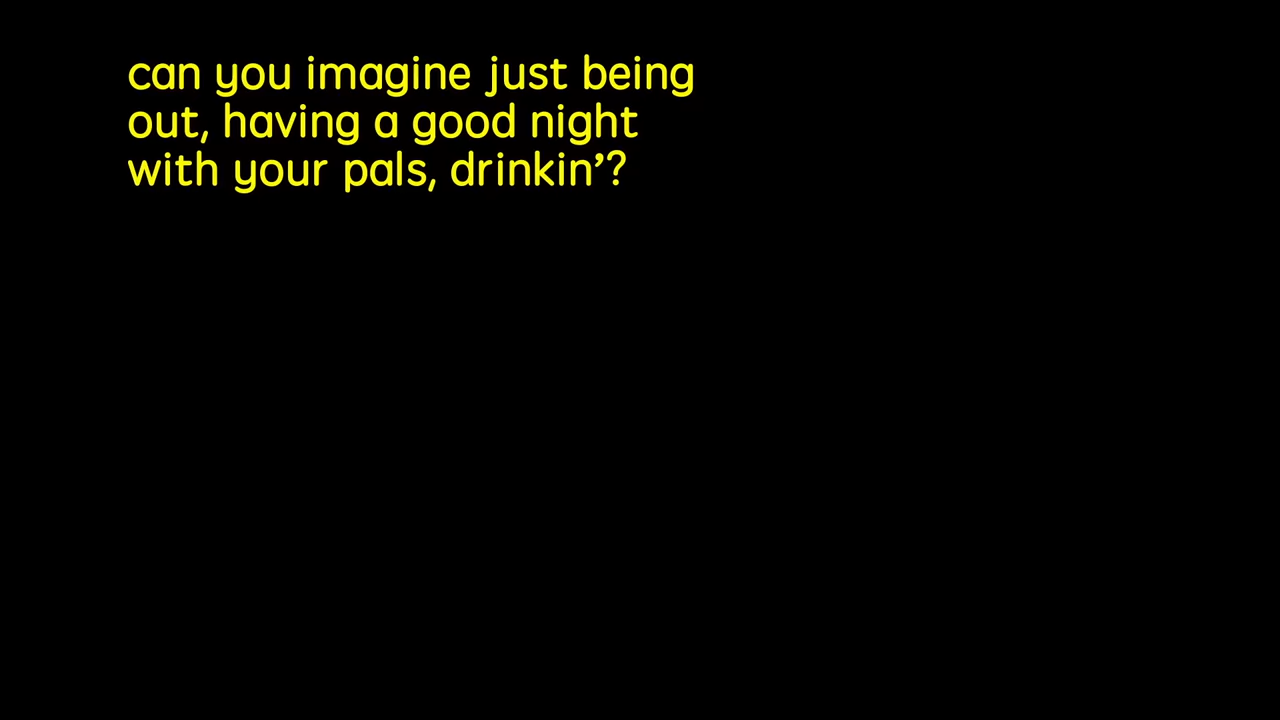 can you imagine just being
out, having a good night
with your pals, drinkin’?